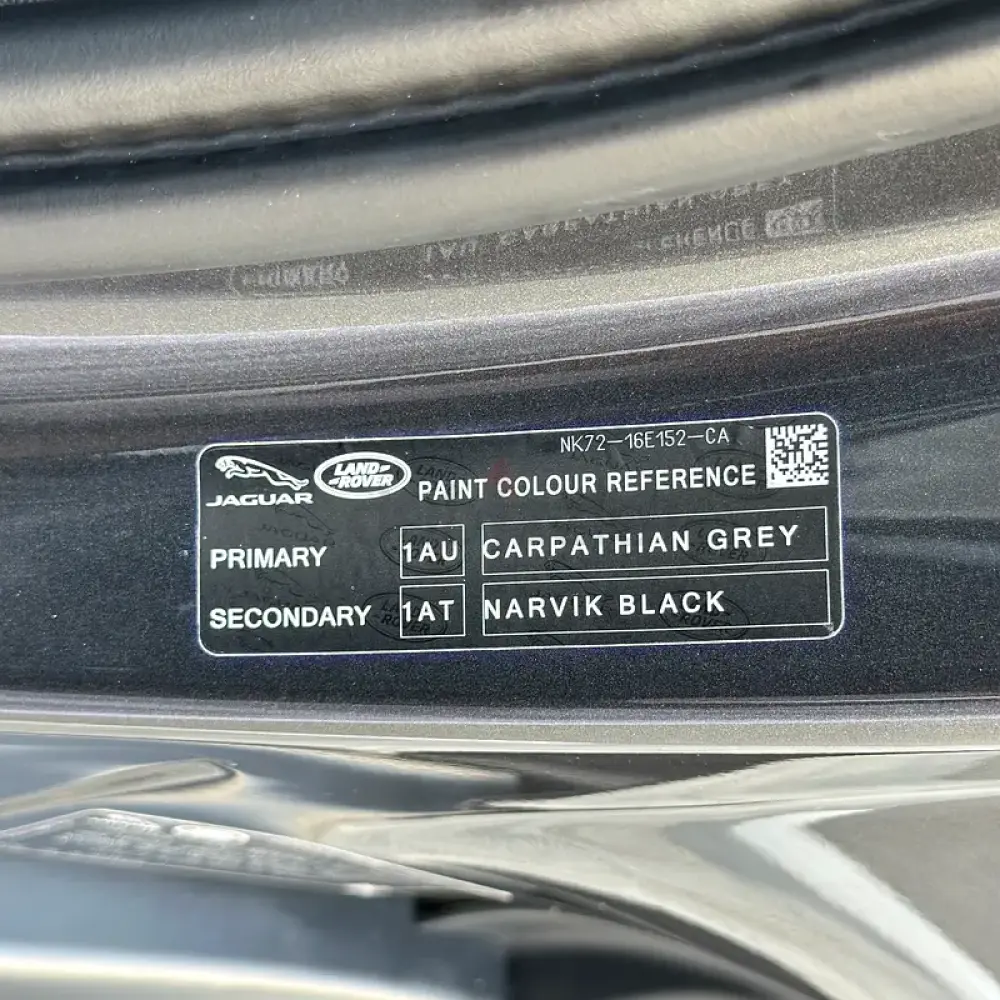 NK72-16E152-CA
JAGUAR LAND-ROVER PAINT COLOUR REFERENCE
PRIMARY 1AU CARPATHIAN GREY
SECONDARY 1AT NARVIK BLACK